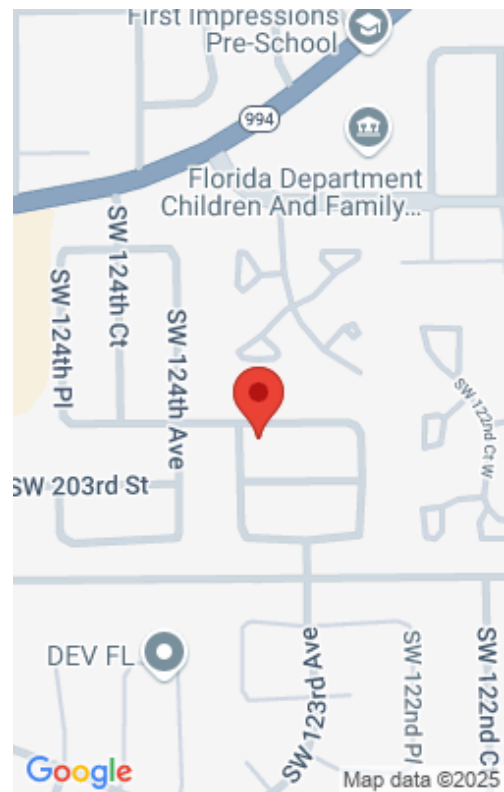 First Impressions
Pre-School
994
Florida Department
Children And Family...
SW 124th Ct
SW 124th Pl
SW 124th Ave
SW 122nd Ct W
SW 203rd St
DEV FL
SW 123rd Ave
SW 122nd Pl
SW 122nd C
Google
Map data ©2025